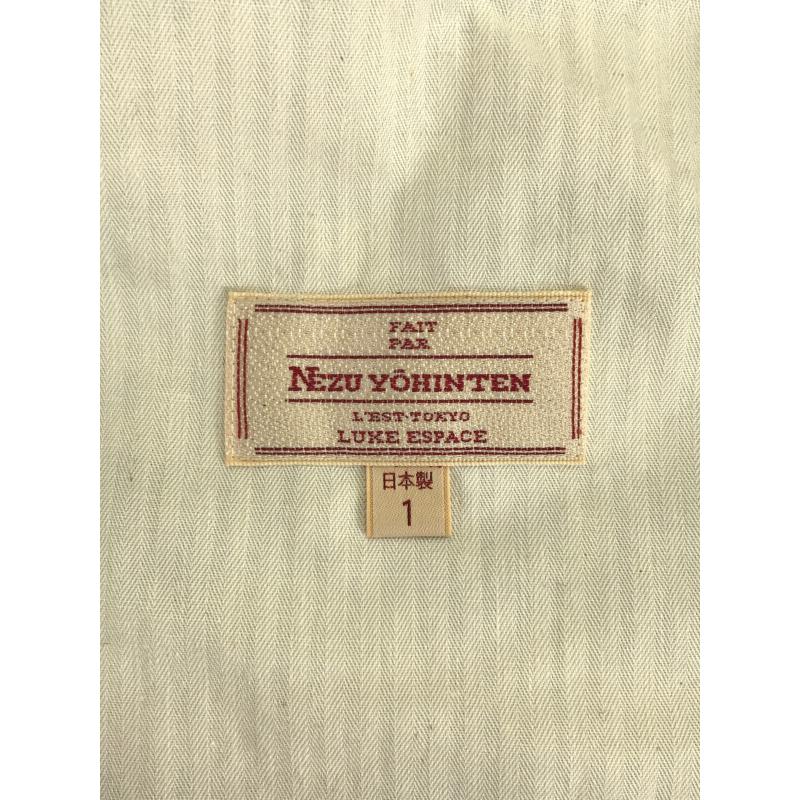 FAIT
PAR
NEZU YÔHINTEN
L'EST-TOKYO
LUKE ESPACE
日本製
1